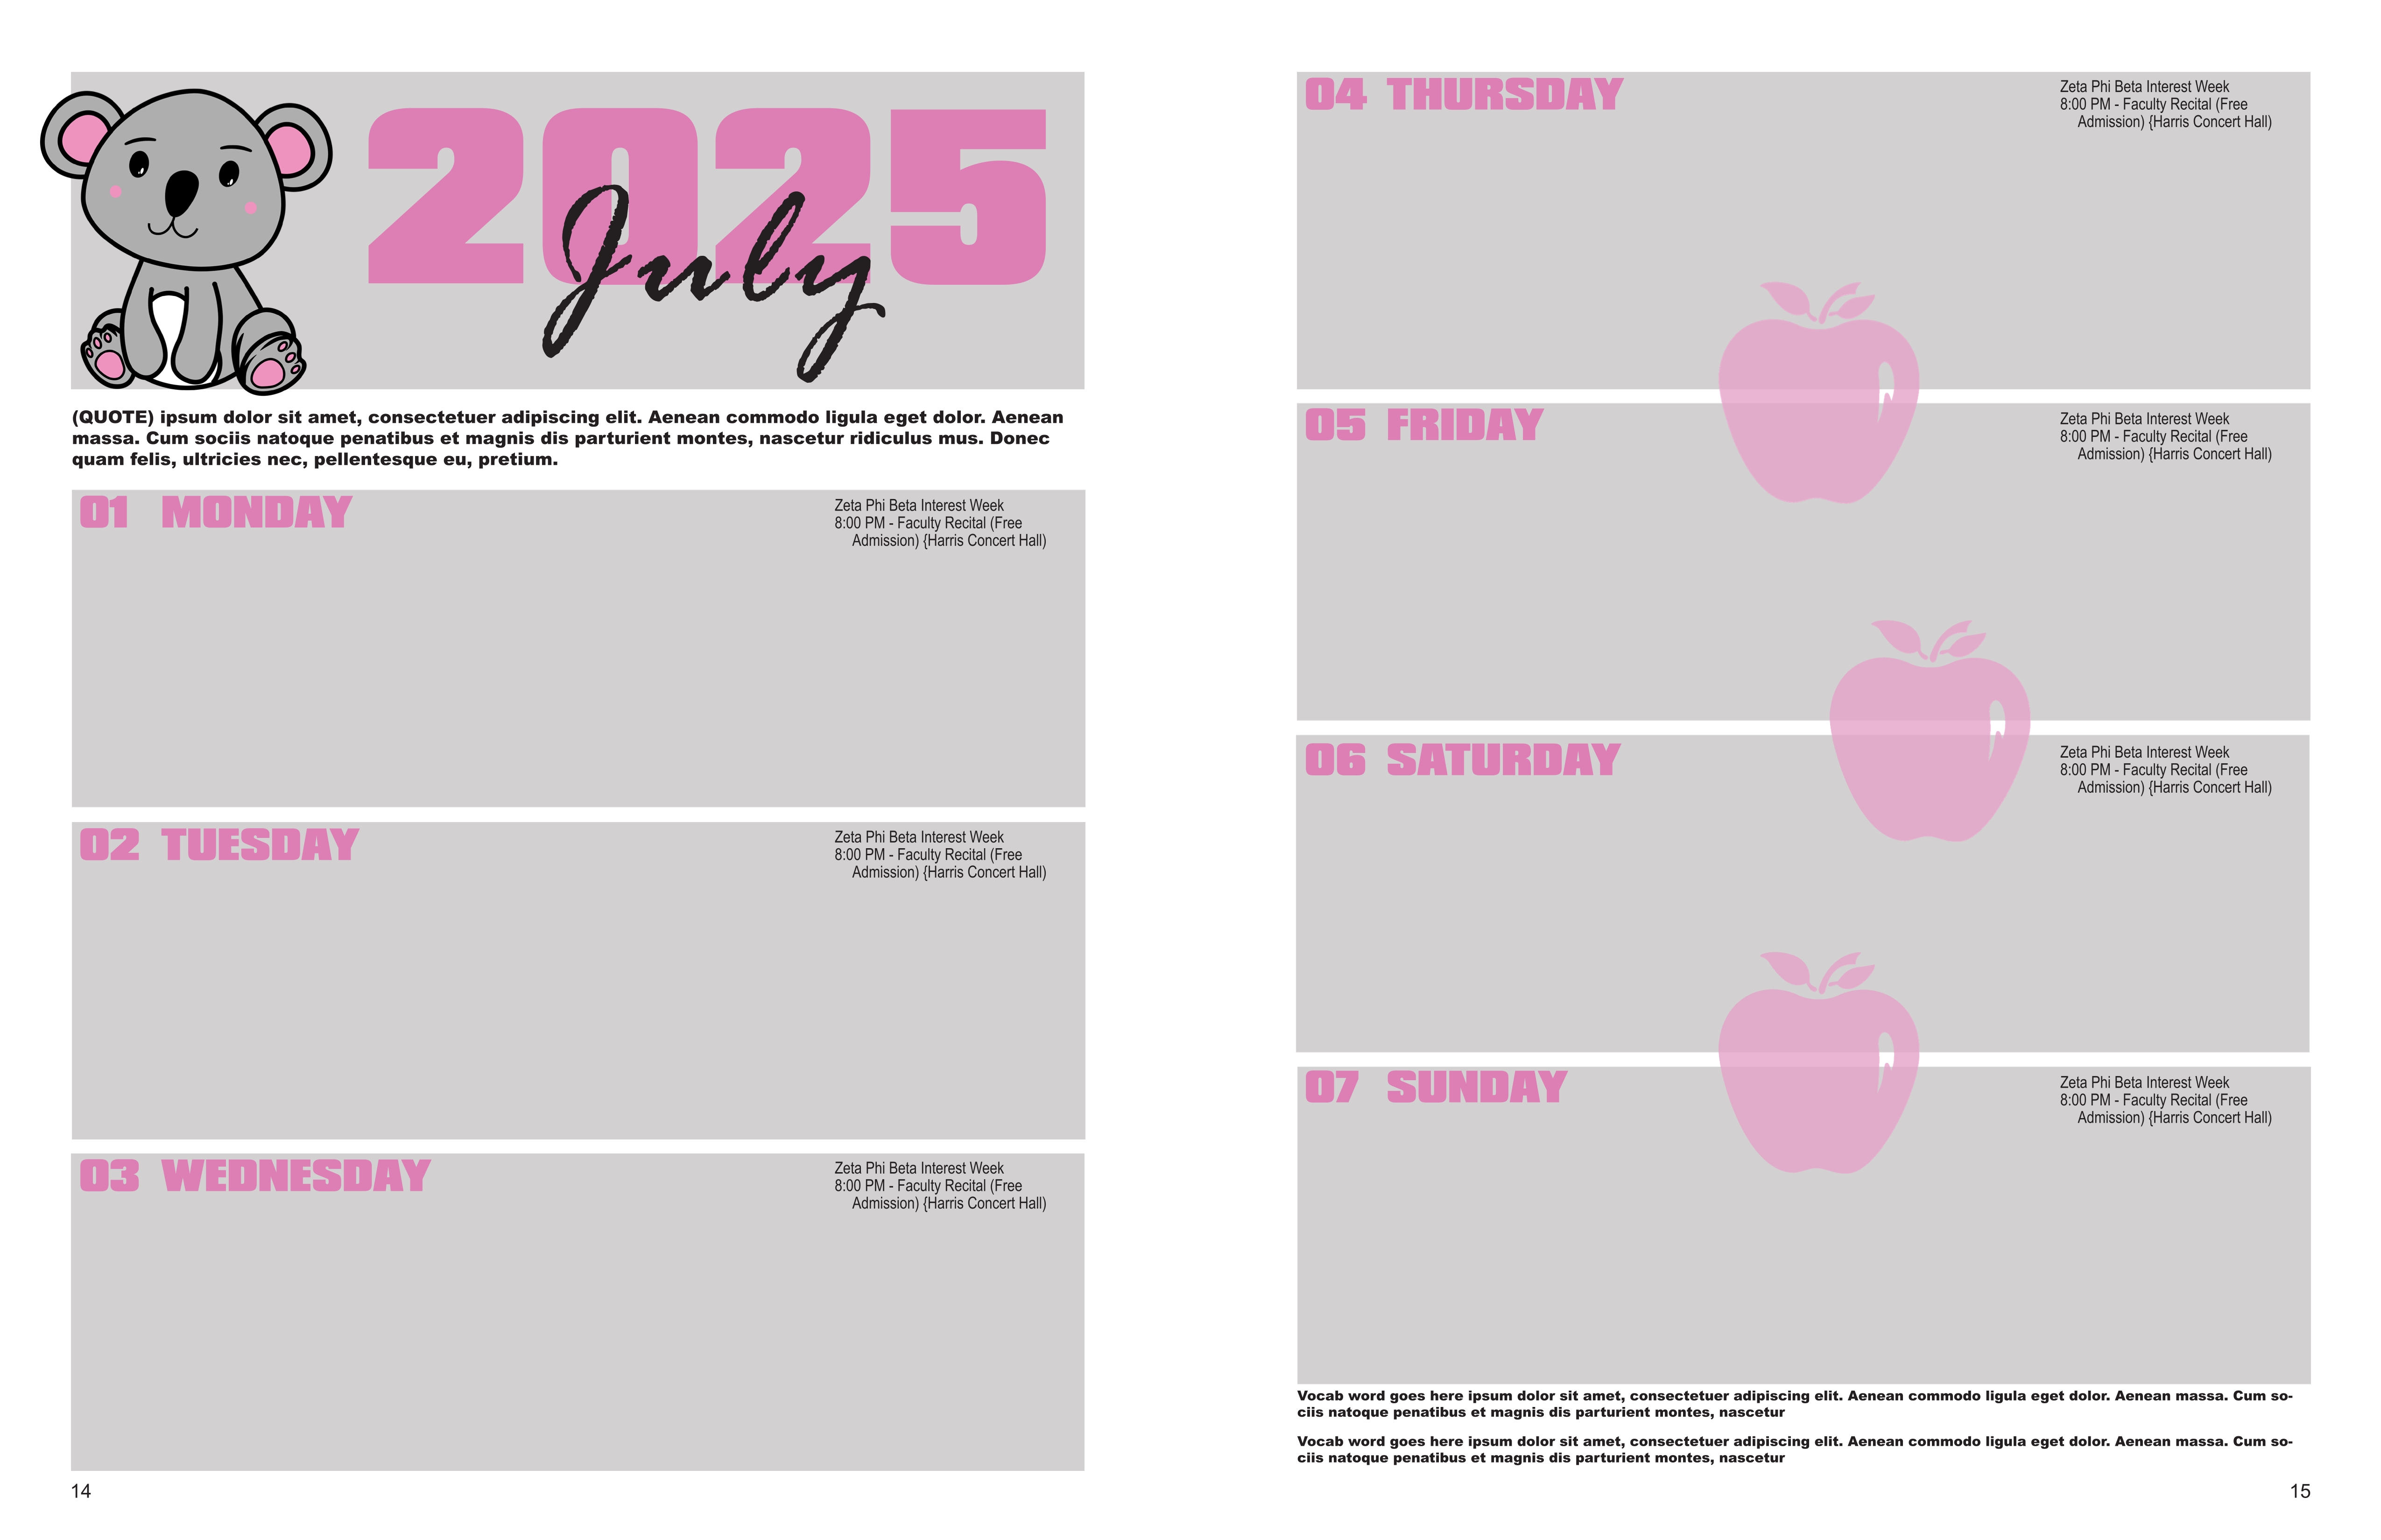 2025
July
(QUOTE) ipsum dolor sit amet, consectetuer adipiscing elit. Aenean commodo ligula eget dolor. Aenean
massa. Cum sociis natoque penatibus et magnis dis parturient montes, nascetur ridiculus mus. Donec
quam felis, ultricies nec, pellentesque eu, pretium.
01 MONDAY
Zeta Phi Beta Interest Week
8:00 PM - Faculty Recital (Free
Admission) {Harris Concert Hall)
02 TUESDAY
Zeta Phi Beta Interest Week
8:00 PM - Faculty Recital (Free
Admission) {Harris Concert Hall)
03 WEDNESDAY
Zeta Phi Beta Interest Week
8:00 PM - Faculty Recital (Free
Admission) {Harris Concert Hall)
14
04 THURSDAY
Zeta Phi Beta Interest Week
8:00 PM - Faculty Recital (Free
Admission) {Harris Concert Hall)
05 FRIDAY
Zeta Phi Beta Interest Week
8:00 PM - Faculty Recital (Free
Admission) {Harris Concert Hall)
06 SATURDAY
Zeta Phi Beta Interest Week
8:00 PM - Faculty Recital (Free
Admission) {Harris Concert Hall)
07 SUNDAY
Zeta Phi Beta Interest Week
8:00 PM - Faculty Recital (Free
Admission) {Harris Concert Hall)
Vocab word goes here ipsum dolor sit amet, consectetuer adipiscing elit. Aenean commodo ligula eget dolor. Aenean massa. Cum so-
ciis natoque penatibus et magnis dis parturient montes, nascetur
Vocab word goes here ipsum dolor sit amet, consectetuer adipiscing elit. Aenean commodo ligula eget dolor. Aenean massa. Cum so-
ciis natoque penatibus et magnis dis parturient montes, nascetur
15